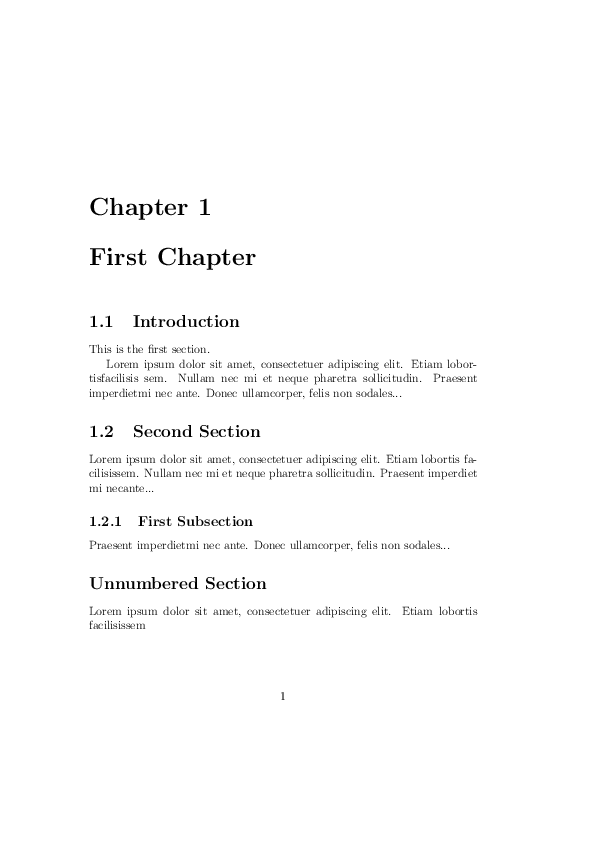 Chapter 1
First Chapter
1.1 Introduction
This is the first section.
Lorem ipsum dolor sit amet, consectetuer adipiscing elit. Etiam lobor-
tisfacilisis sem. Nullam nec mi et neque pharetra sollicitudin. Praesent
imperdietmi nec ante. Donec ullamcorper, felis non sodales...
1.2 Second Section
Lorem ipsum dolor sit amet, consectetuer adipiscing elit. Etiam lobortis fa-
cilisissem. Nullam nec mi et neque pharetra sollicitudin. Praesent imperdiet
mi necante...
1.2.1 First Subsection
Praesent imperdietmi nec ante. Donec ullamcorper, felis non sodales...
Unnumbered Section
Lorem ipsum dolor sit amet, consectetuer adipiscing elit. Etiam lobortis
facilisissem
1